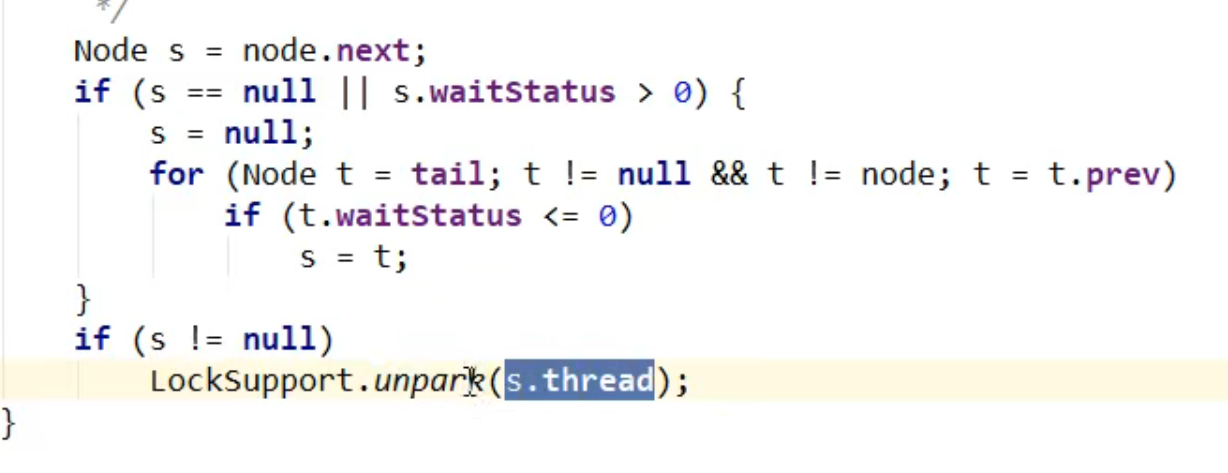 */
Node s = node.next;
if (s == null || s.waitStatus > 0) {
s = null;
for (Node t = tail; t != null && t != node; t = t.prev)
if (t.waitStatus <= 0)
s = t;
}
if (s != null)
LockSupport.unpark(s.thread);
}